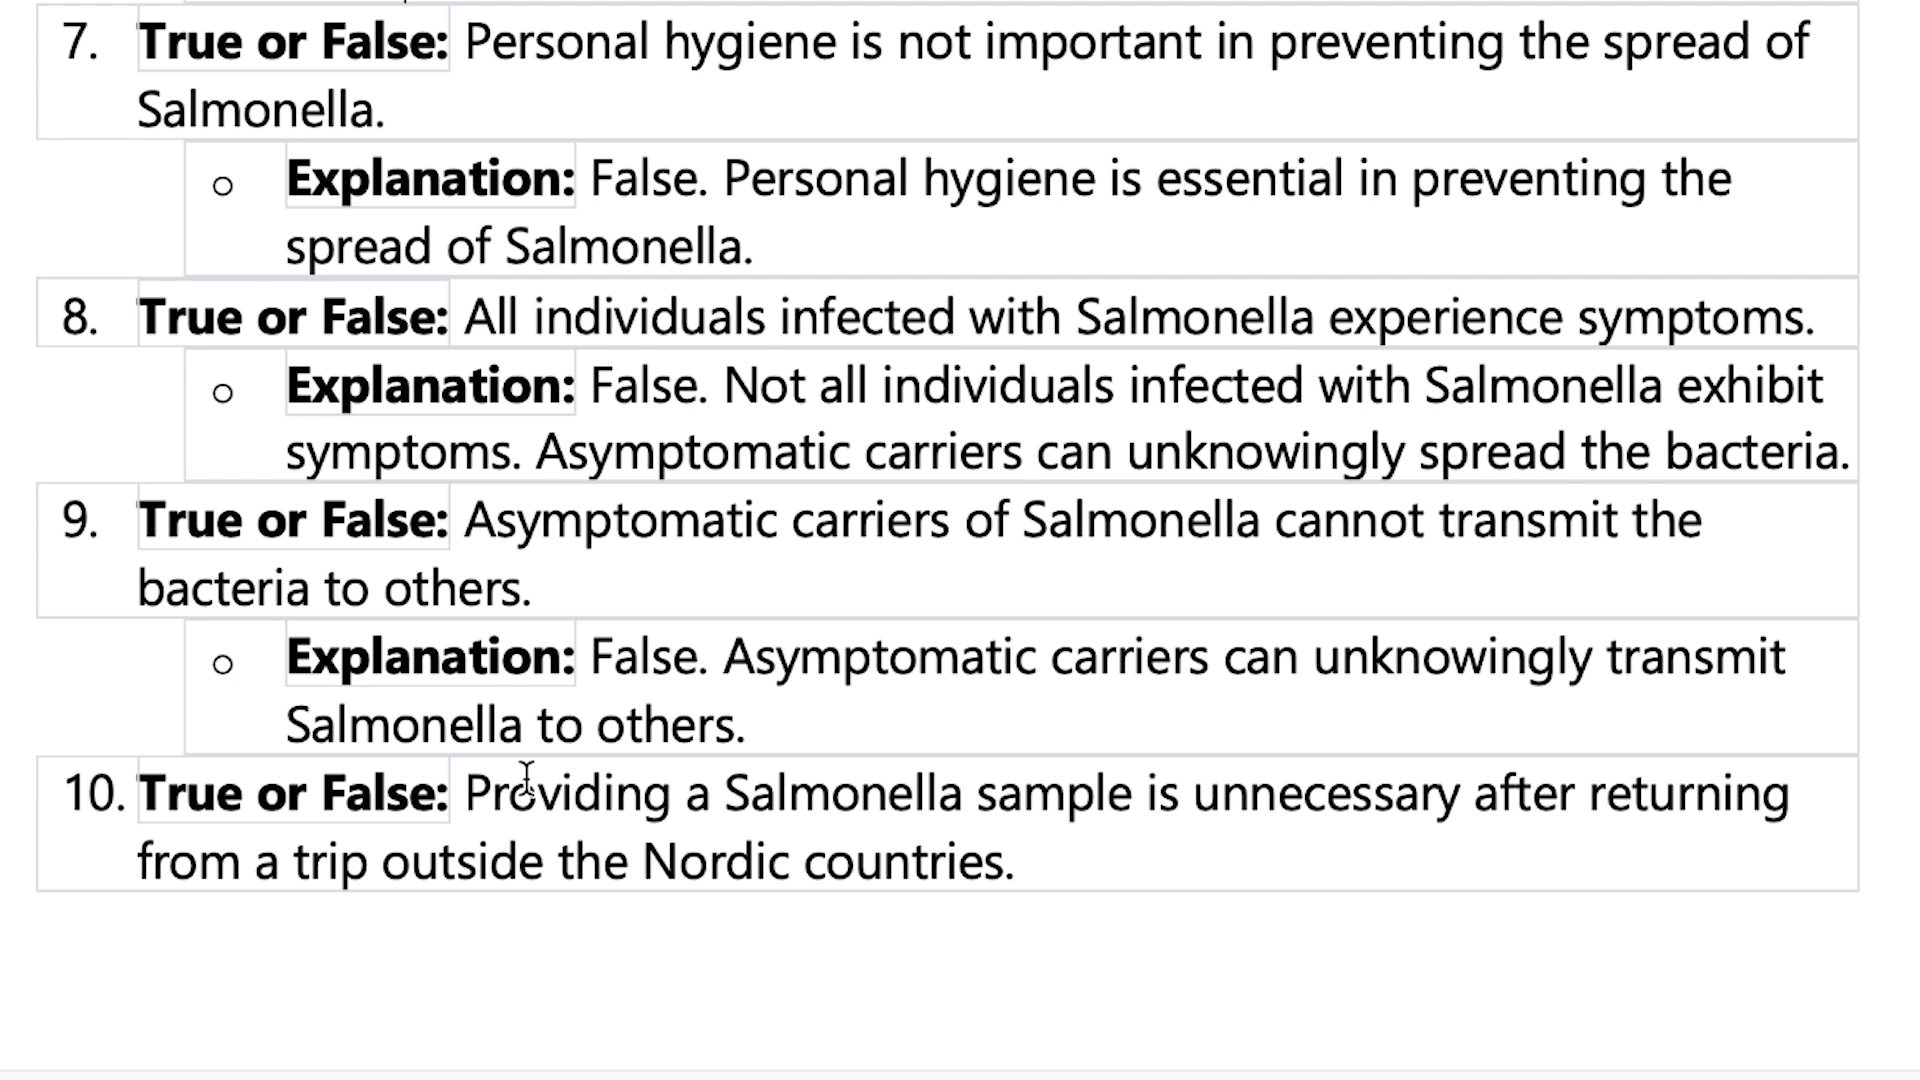 7. True or False: Personal hygiene is not important in preventing the spread of
Salmonella.
○ Explanation: False. Personal hygiene is essential in preventing the
spread of Salmonella.
8. True or False: All individuals infected with Salmonella experience symptoms.
○ Explanation: False. Not all individuals infected with Salmonella exhibit
symptoms. Asymptomatic carriers can unknowingly spread the bacteria.
9. True or False: Asymptomatic carriers of Salmonella cannot transmit the
bacteria to others.
○ Explanation: False. Asymptomatic carriers can unknowingly transmit
Salmonella to others.
10. True or False: Providing a Salmonella sample is unnecessary after returning
from a trip outside the Nordic countries.